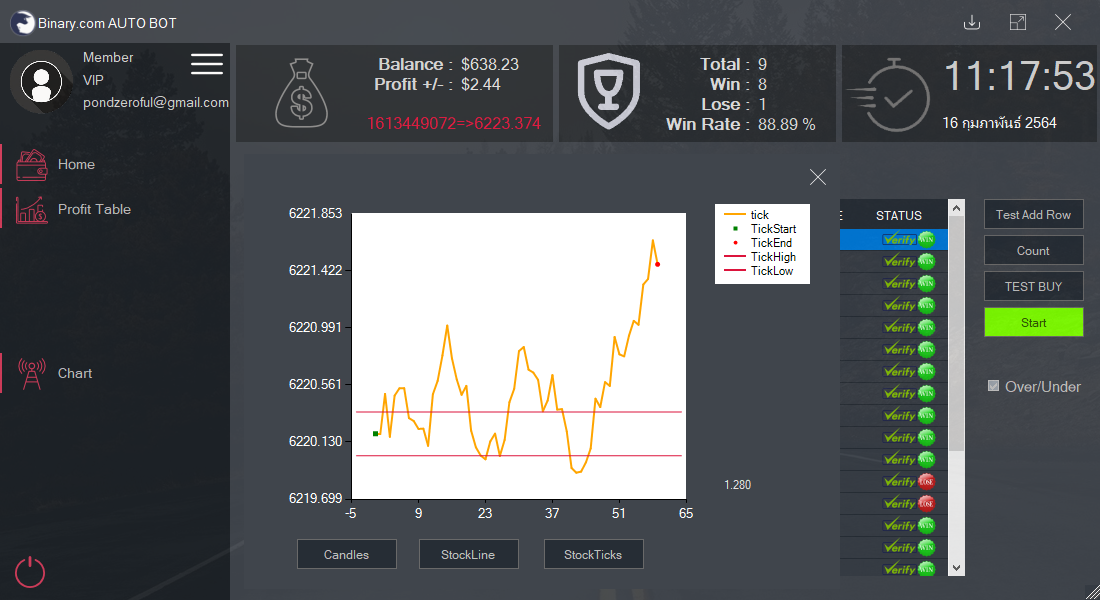 Binary.com AUTO BOT
Member
VIP
pondzeroful@gmail.com
Home
Profit Table
Chart
Balance : $638.23
Profit +/- : $2.44
1613449072=>6223.374
Total : 9
Win : 8
Lose : 1
Win Rate : 88.89 %
11:17:53
16 กุมภาพันธ์ 2564
6221.853
6221.422
6220.991
6220.561
6220.130
6219.699
-5 9 23 37 51 65
tick
TickStart
TickEnd
TickHigh
TickLow
1.280
Candles
StockLine
StockTicks
E STATUS
Verify WIN
Verify WIN
Verify WIN
Verify WIN
Verify WIN
Verify WIN
Verify WIN
Verify WIN
Verify WIN
Verify WIN
Verify WIN
Verify LOSE
Verify LOSE
Verify WIN
Verify WIN
Verify WIN
Test Add Row
Count
TEST BUY
Start
Over/Under